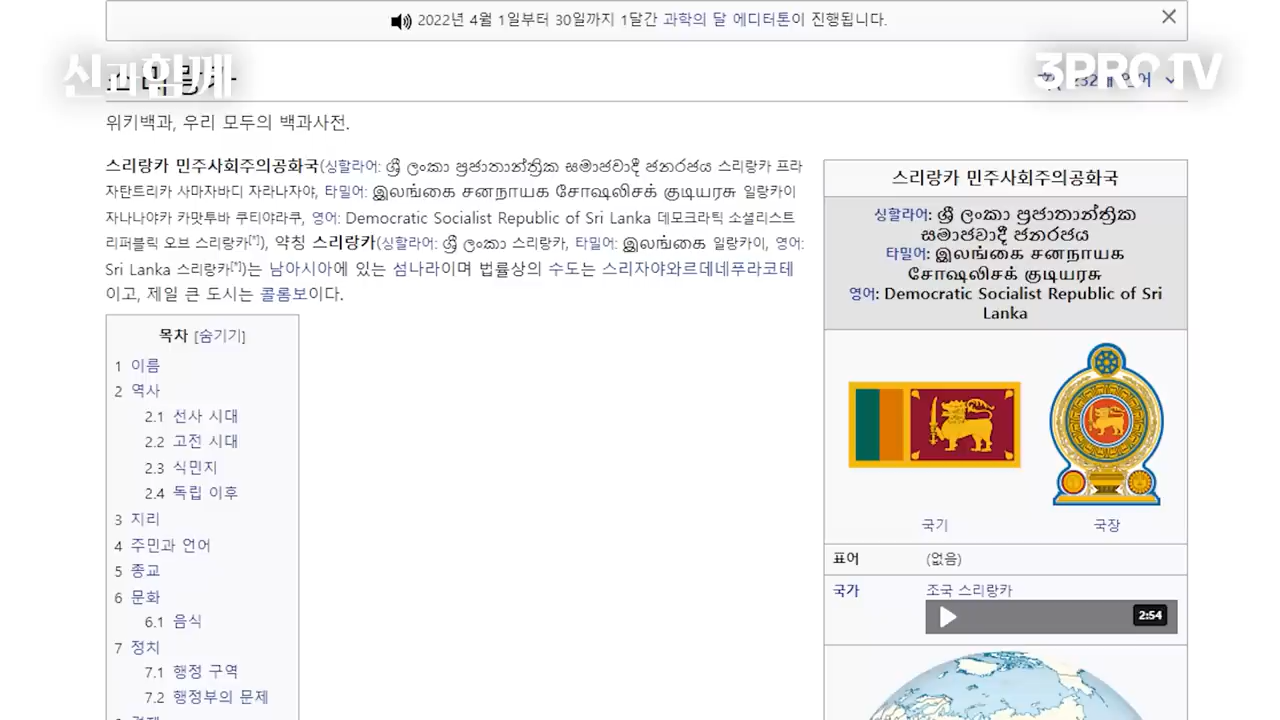 2022년 4월 1일부터 30일까지 1달간 과학의 달 에디터톤이 진행됩니다.
신과함께
3PROTV
위키백과, 우리 모두의 백과사전.
스리랑카 민주사회주의공화국(싱할라어: ශ්‍රී ලංකා ප්‍රජාතාන්ත්‍රික සමාජවාදී ජනරජය 스리랑카 프라
자탄트리카 사마자바디 자라나자야, 타밀어: இலங்கை சனநாயக சோஷலிசக் குடியரசு 일랑카이
자나나야카 카맛투바 쿠티야라쿠, 영어: Democratic Socialist Republic of Sri Lanka 데모크라틱 소셜리스트
리퍼블릭 오브 스리랑카[*]), 약칭 스리랑카(싱할라어: ශ්‍රී ලංකා 스리랑카, 타밀어: இலங்கை 일랑카이, 영어:
Sri Lanka 스리랑카[*])는 남아시아에 있는 섬나라이며 법률상의 수도는 스리자야와르데네푸라코테
이고, 제일 큰 도시는 콜롬보이다.
목차 [숨기기]
1 이름
2 역사
2.1 선사 시대
2.2 고전 시대
2.3 식민지
2.4 독립 이후
3 지리
4 주민과 언어
5 종교
6 문화
6.1 음식
7 정치
7.1 행정 구역
7.2 행정부의 문제
스리랑카 민주사회주의공화국
싱할라어: ශ්‍රී ලංකා ප්‍රජාතාන්ත්‍රික
සමාජවාදී ජනරජය
타밀어: இலங்கை சனநாயக
சோஷலிசக் குடியரசு
영어: Democratic Socialist Republic of Sri
Lanka
국기 국장
표어 (없음)
국가 조국 스리랑카
2:54